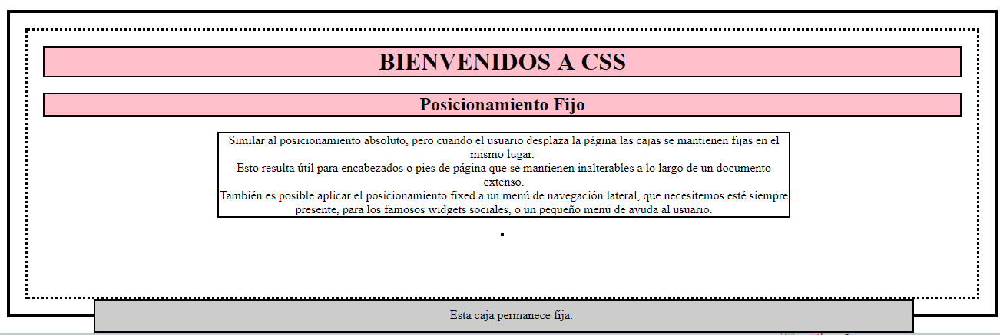 BIENVENIDOS A CSS
Posicionamiento Fijo
Similar al posicionamiento absoluto, pero cuando el usuario desplaza la página las cajas se mantienen fijas en el
mismo lugar.
Esto resulta útil para encabezados o pies de página que se mantienen inalterables a lo largo de un documento
extenso.
También es posible aplicar el posicionamiento fixed a un menú de navegación lateral, que necesitemos esté siempre
presente, para los famosos widgets sociales, o un pequeño menú de ayuda al usuario.
Esta caja permanece fija.